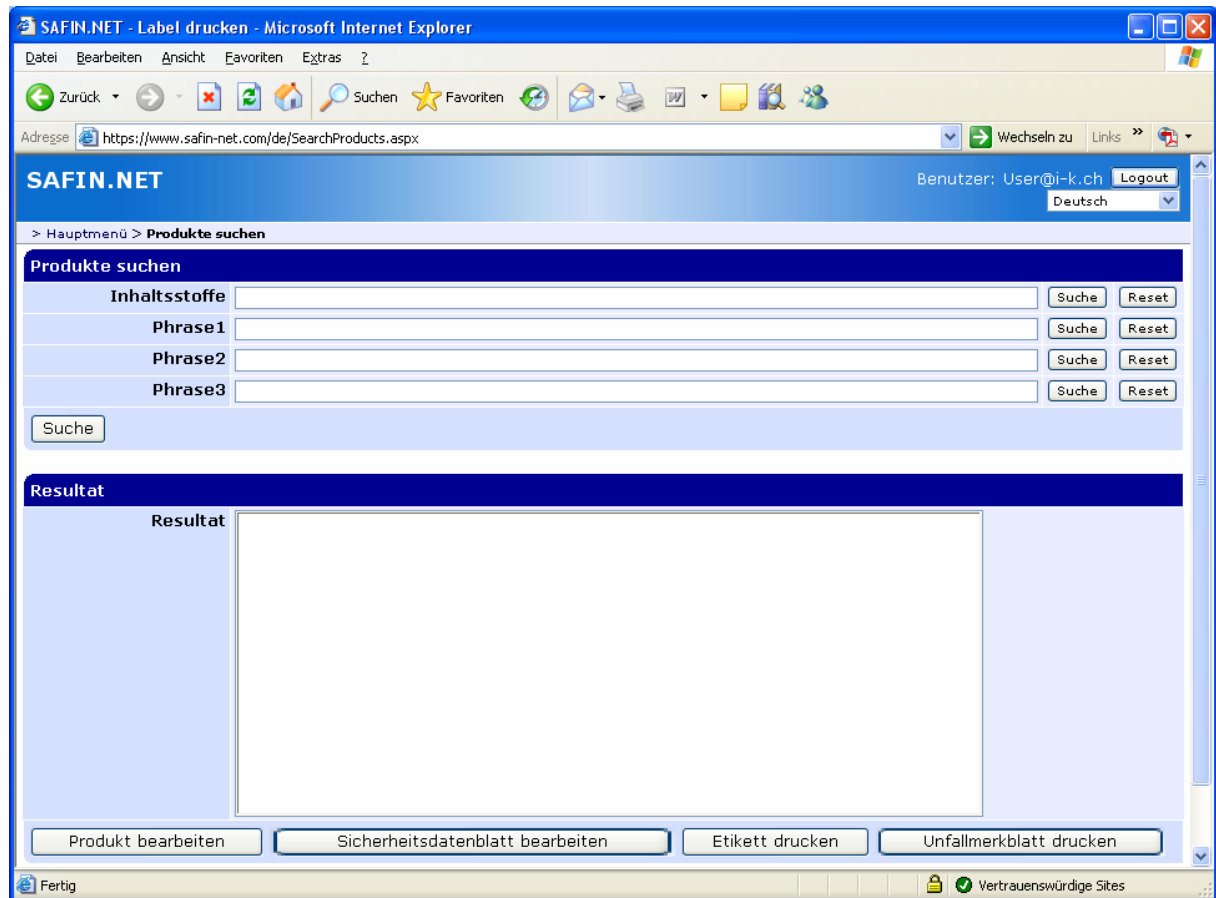 SAFIN.NET - Label drucken - Microsoft Internet Explorer
Datei Bearbeiten Ansicht Favoriten Extras ?
Zurück Suchen Favoriten
Adresse https://www.safin-net.com/de/SearchProducts.aspx Wechseln zu Links »
SAFIN.NET Benutzer: User@i-k.ch Logout
Deutsch
> Hauptmenü > Produkte suchen
Produkte suchen
Inhaltsstoffe Suche Reset
Phrase1 Suche Reset
Phrase2 Suche Reset
Phrase3 Suche Reset
Suche
Resultat
Resultat
Produkt bearbeiten Sicherheitsdatenblatt bearbeiten Etikett drucken Unfallmerkblatt drucken
Fertig Vertrauenswürdige Sites